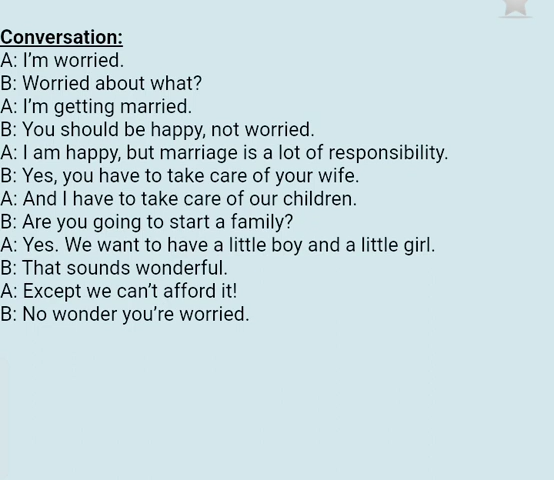 Conversation:
A: I’m worried.
B: Worried about what?
A: I’m getting married.
B: You should be happy, not worried.
A: I am happy, but marriage is a lot of responsibility.
B: Yes, you have to take care of your wife.
A: And I have to take care of our children.
B: Are you going to start a family?
A: Yes. We want to have a little boy and a little girl.
B: That sounds wonderful.
A: Except we can’t afford it!
B: No wonder you’re worried.